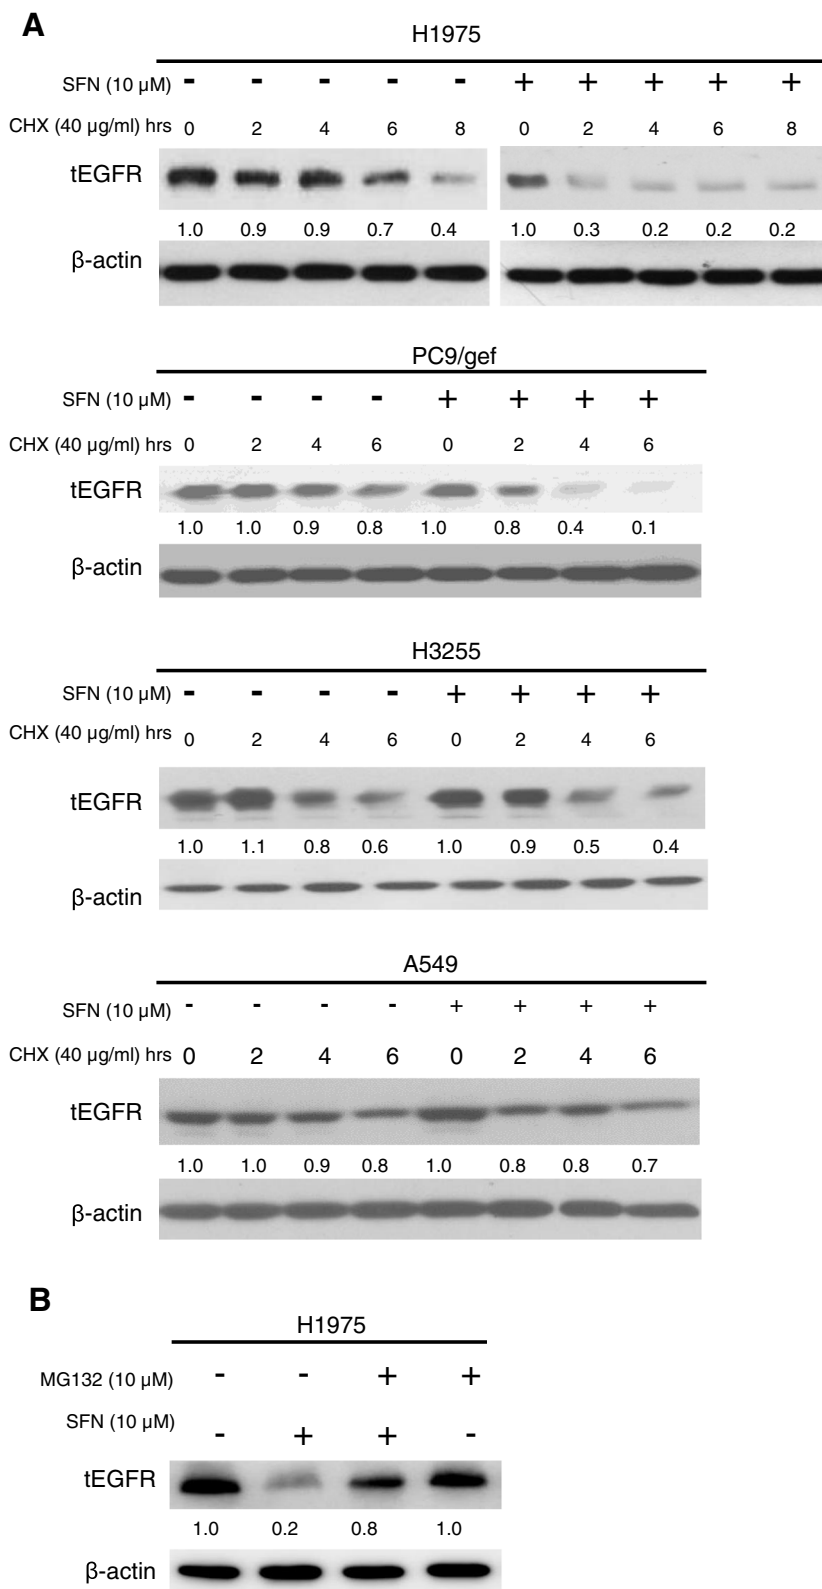 A
H1975
SFN (10 µM) - - - - - + + + + +
CHX (40 µg/ml) hrs 0 2 4 6 8 0 2 4 6 8
tEGFR
1.0 0.9 0.9 0.7 0.4 1.0 0.3 0.2 0.2 0.2
β-actin
PC9/gef
SFN (10 µM) - - - - + + + +
CHX (40 µg/ml) hrs 0 2 4 6 0 2 4 6
tEGFR
1.0 1.0 0.9 0.8 1.0 0.8 0.4 0.1
β-actin
H3255
SFN (10 µM) - - - - + + + +
CHX (40 µg/ml) hrs 0 2 4 6 0 2 4 6
tEGFR
1.0 1.1 0.8 0.6 1.0 0.9 0.5 0.4
β-actin
A549
SFN (10 µM) - - - - + + + +
CHX (40 µg/ml) hrs 0 2 4 6 0 2 4 6
tEGFR
1.0 1.0 0.9 0.8 1.0 0.8 0.8 0.7
β-actin
B
H1975
MG132 (10 µM) - - + +
SFN (10 µM) - + + -
tEGFR
1.0 0.2 0.8 1.0
β-actin